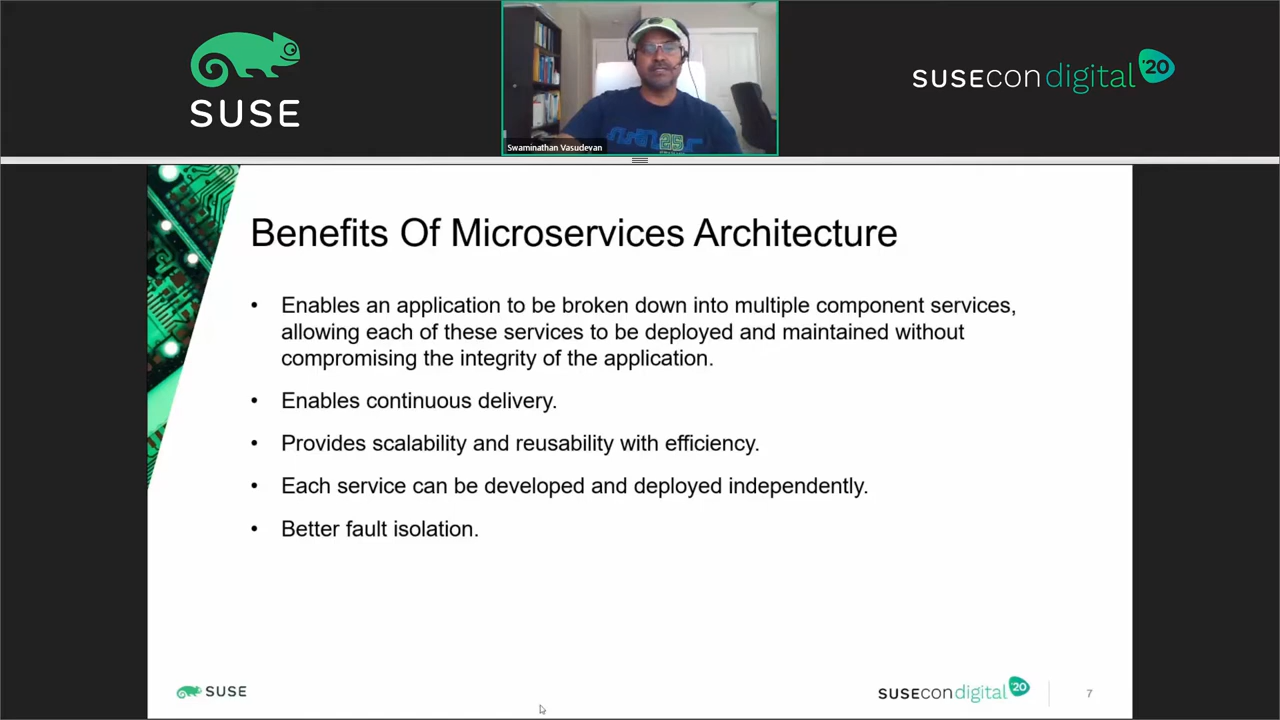 SUSE
SUSEcon digital '20
Swaminathan Vasudevan
Benefits Of Microservices Architecture
• Enables an application to be broken down into multiple component services,
allowing each of these services to be deployed and maintained without
compromising the integrity of the application.
• Enables continuous delivery.
• Provides scalability and reusability with efficiency.
• Each service can be developed and deployed independently.
• Better fault isolation.
SUSE
SUSEcon digital '20
7